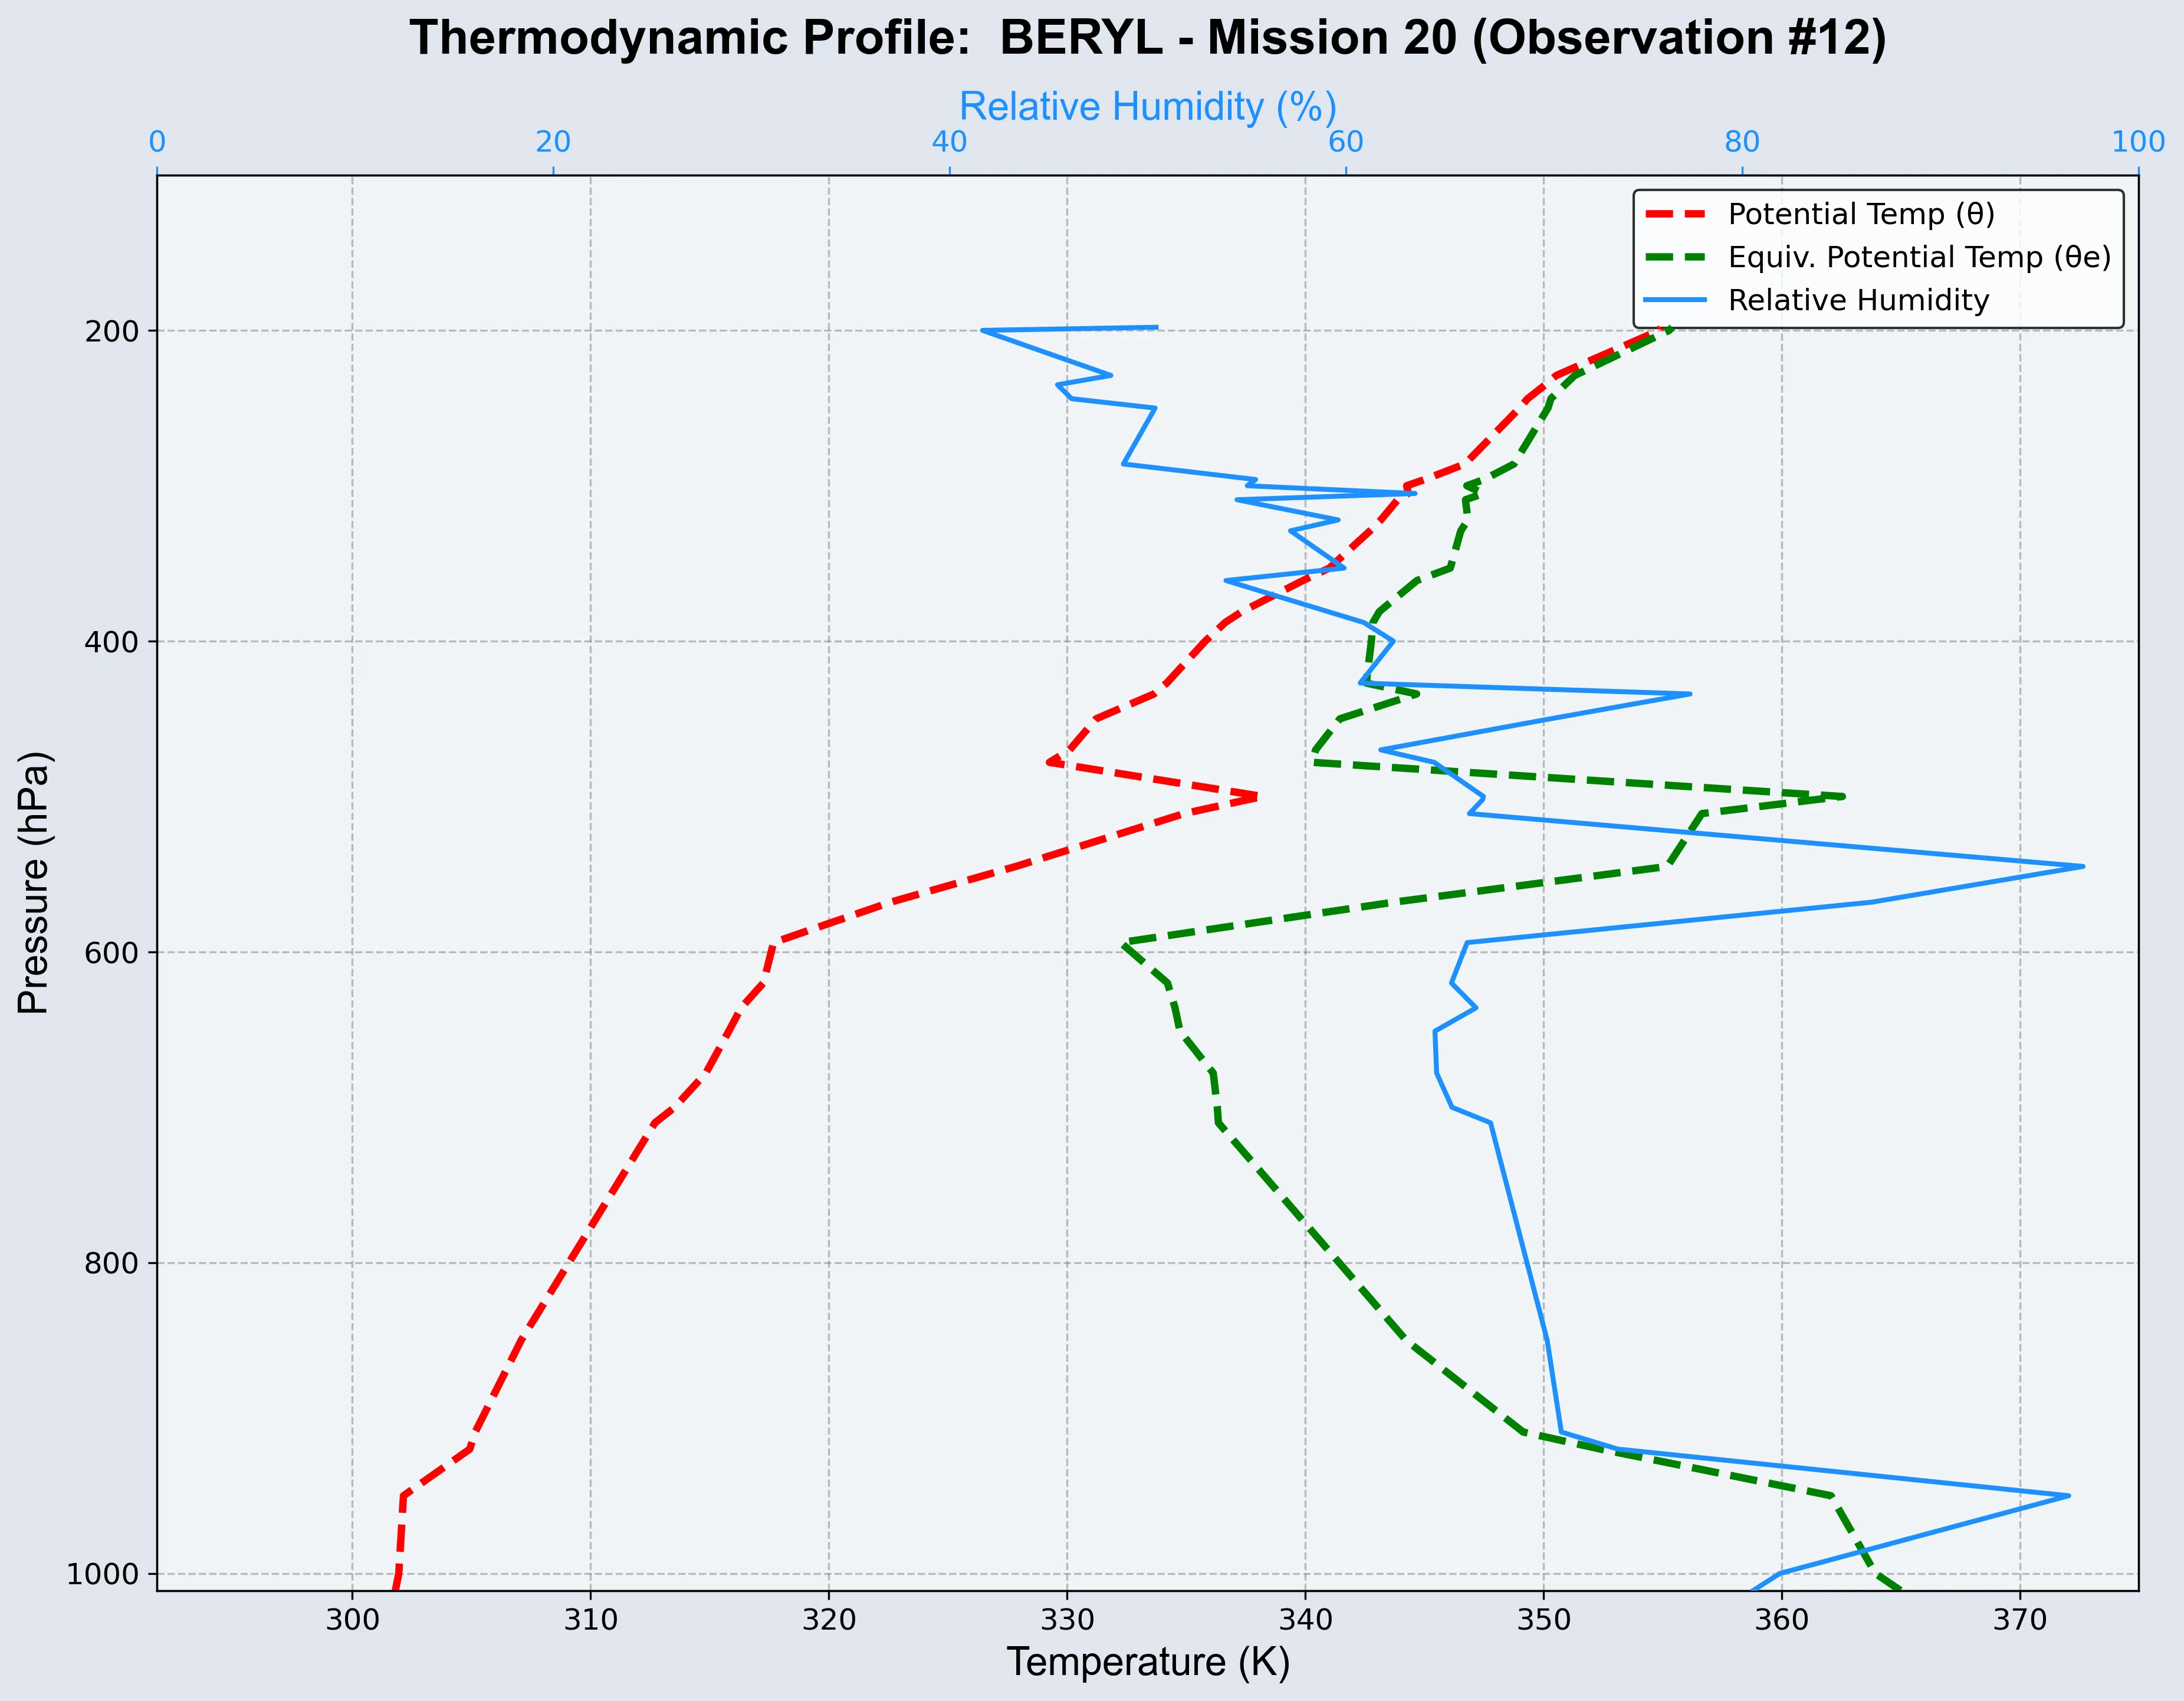 Thermodynamic Profile:  BERYL - Mission 20 (Observation #12)
Relative Humidity (%)
0 20 40 60 80 100
Potential Temp (θ)
Equiv. Potential Temp (θe)
Relative Humidity
Pressure (hPa)
200
400
600
800
1000
300 310 320 330 340 350 360 370
Temperature (K)